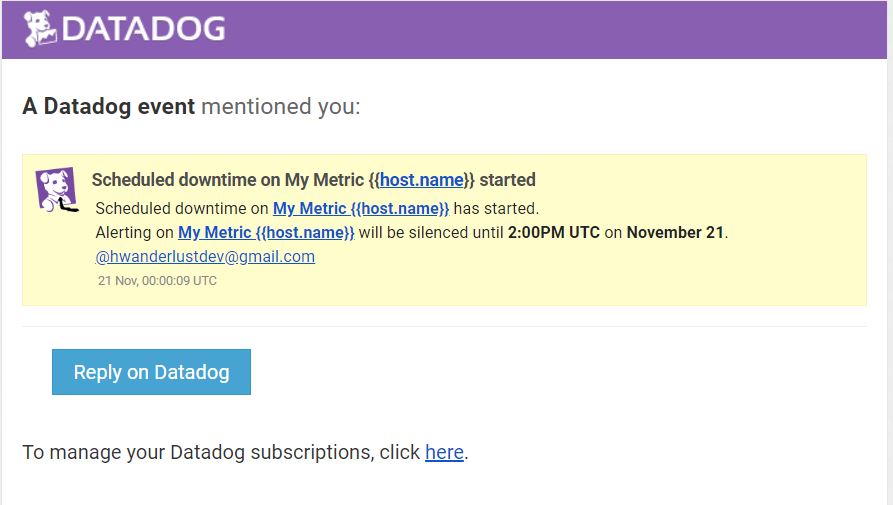 DATADOG
A Datadog event mentioned you:
Scheduled downtime on My Metric {{host.name}} started
Scheduled downtime on My Metric {{host.name}} has started.
Alerting on My Metric {{host.name}} will be silenced until 2:00PM UTC on November 21.
@hwanderlustdev@gmail.com
21 Nov, 00:00:09 UTC
Reply on Datadog
To manage your Datadog subscriptions, click here.